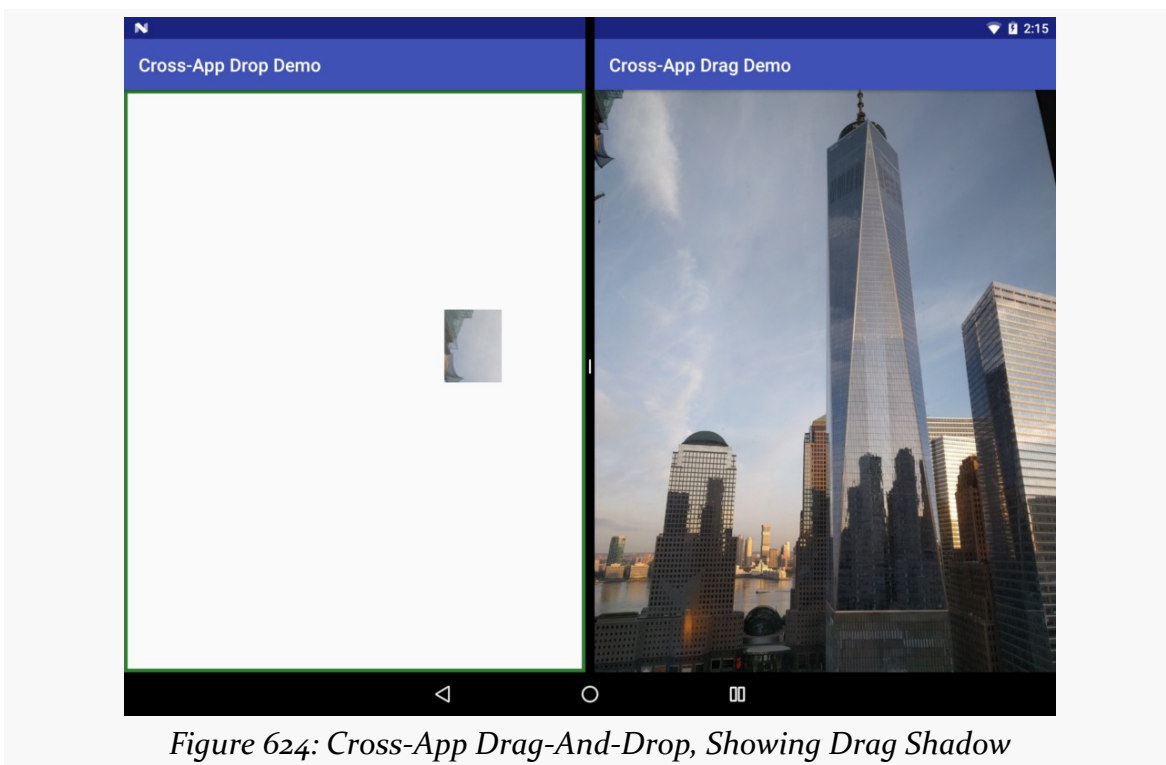 2:15
Cross-App Drop Demo
Cross-App Drag Demo
Figure 624: Cross-App Drag-And-Drop, Showing Drag Shadow